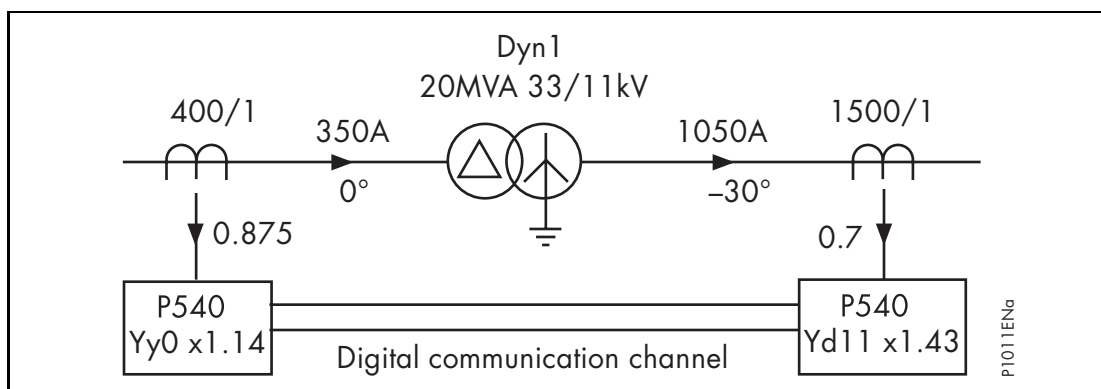 Dyn1
20MVA 33/11kV
400/1
350A
1050A
1500/1
0°
–30°
0.875
0.7
P540
Yy0 x1.14
P540
Yd11 x1.43
Digital communication channel
P1011ENa